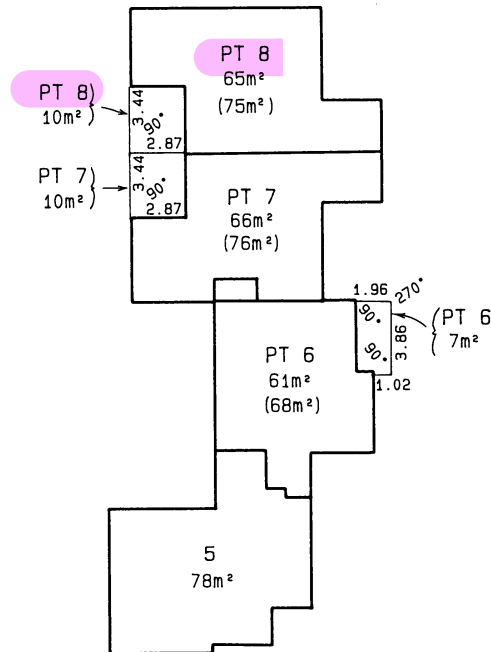 PT 8
65m²
(75m²)
PT 8)
10m²)
3.44
90°
2.87
PT 7)
10m²)
3.44
90°
2.87
PT 7
66m²
(76m²)
1.96
270°
90°
3.86
90°
1.02
(PT 6
( 7m²
PT 6
61m²
(68m²)
5
78m²